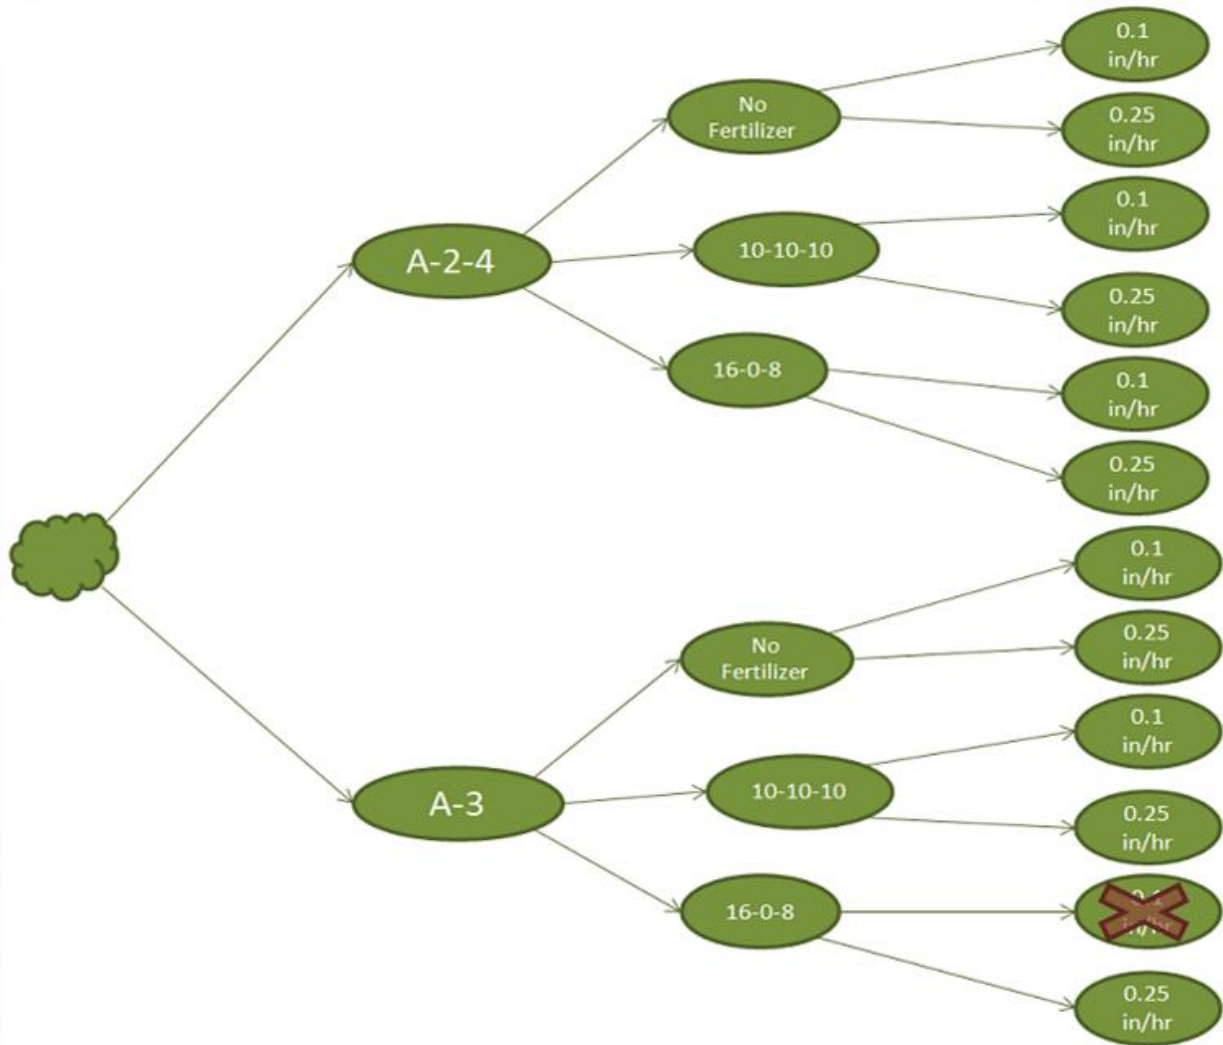 0.1
in/hr
No
Fertilizer
0.25
in/hr
0.1
in/hr
A-2-4
10-10-10
0.25
in/hr
16-0-8
0.1
in/hr
0.25
in/hr
0.1
in/hr
No
Fertilizer
0.25
in/hr
0.1
in/hr
A-3
10-10-10
0.25
in/hr
16-0-8
0.25
in/hr